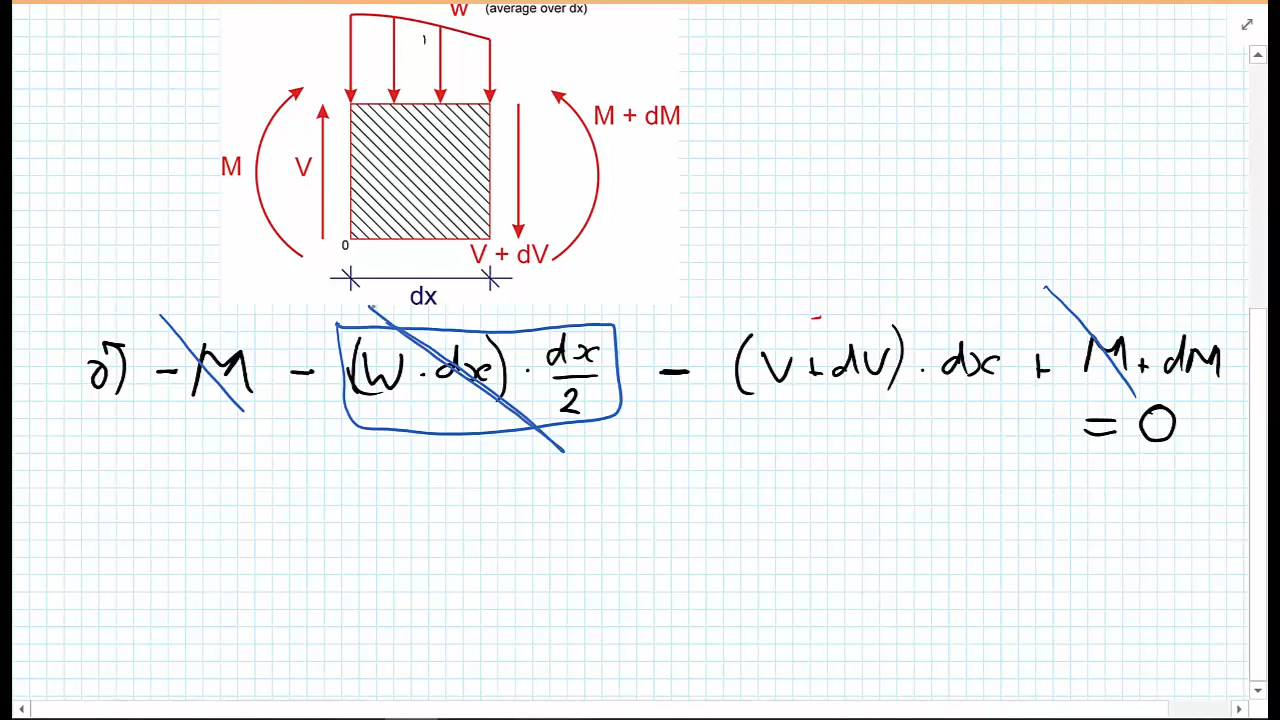 w (average over dx)
M V M + dM
0
V + dV
dx
- M - (W · dx) · dx/2 - (V + dV) · dx + M + dM
= 0